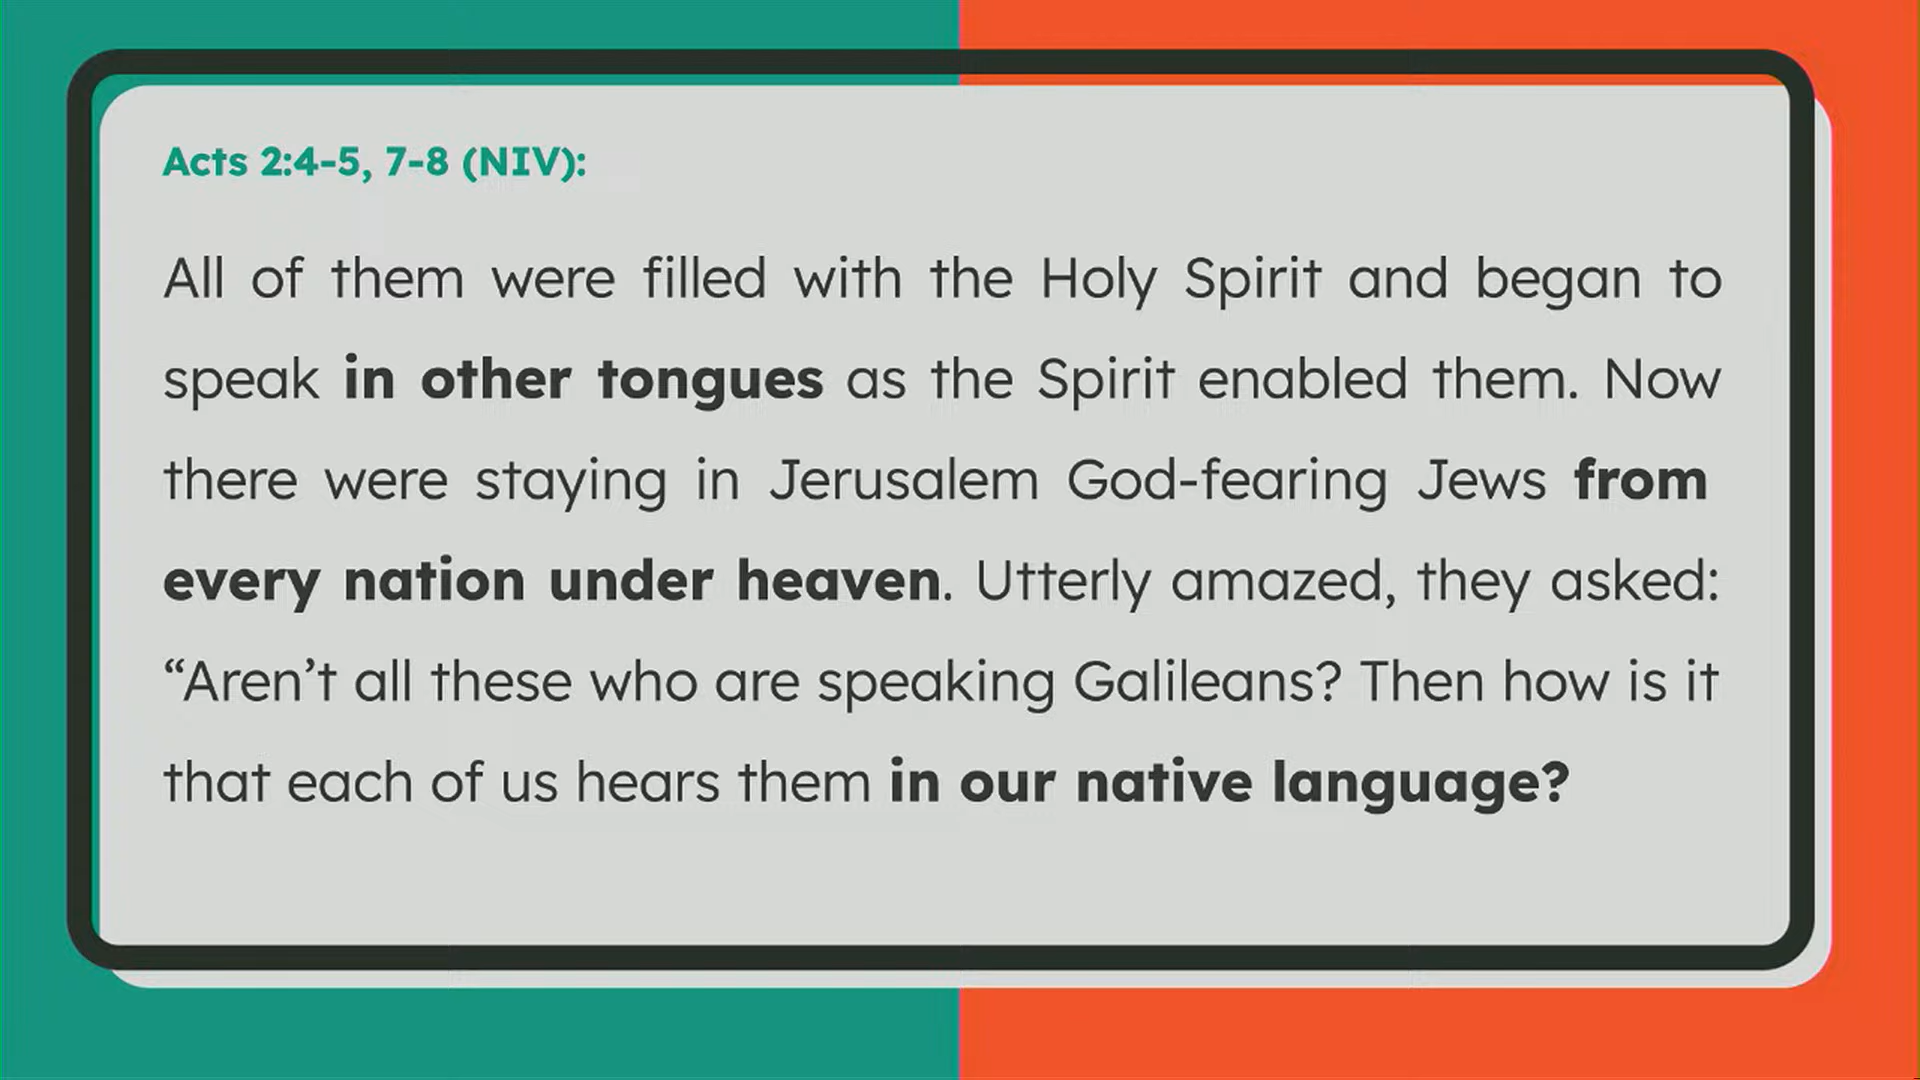 Acts 2:4-5, 7-8 (NIV):
All of them were filled with the Holy Spirit and began to
speak in other tongues as the Spirit enabled them. Now
there were staying in Jerusalem God-fearing Jews from
every nation under heaven. Utterly amazed, they asked:
“Aren’t all these who are speaking Galileans? Then how is it
that each of us hears them in our native language?